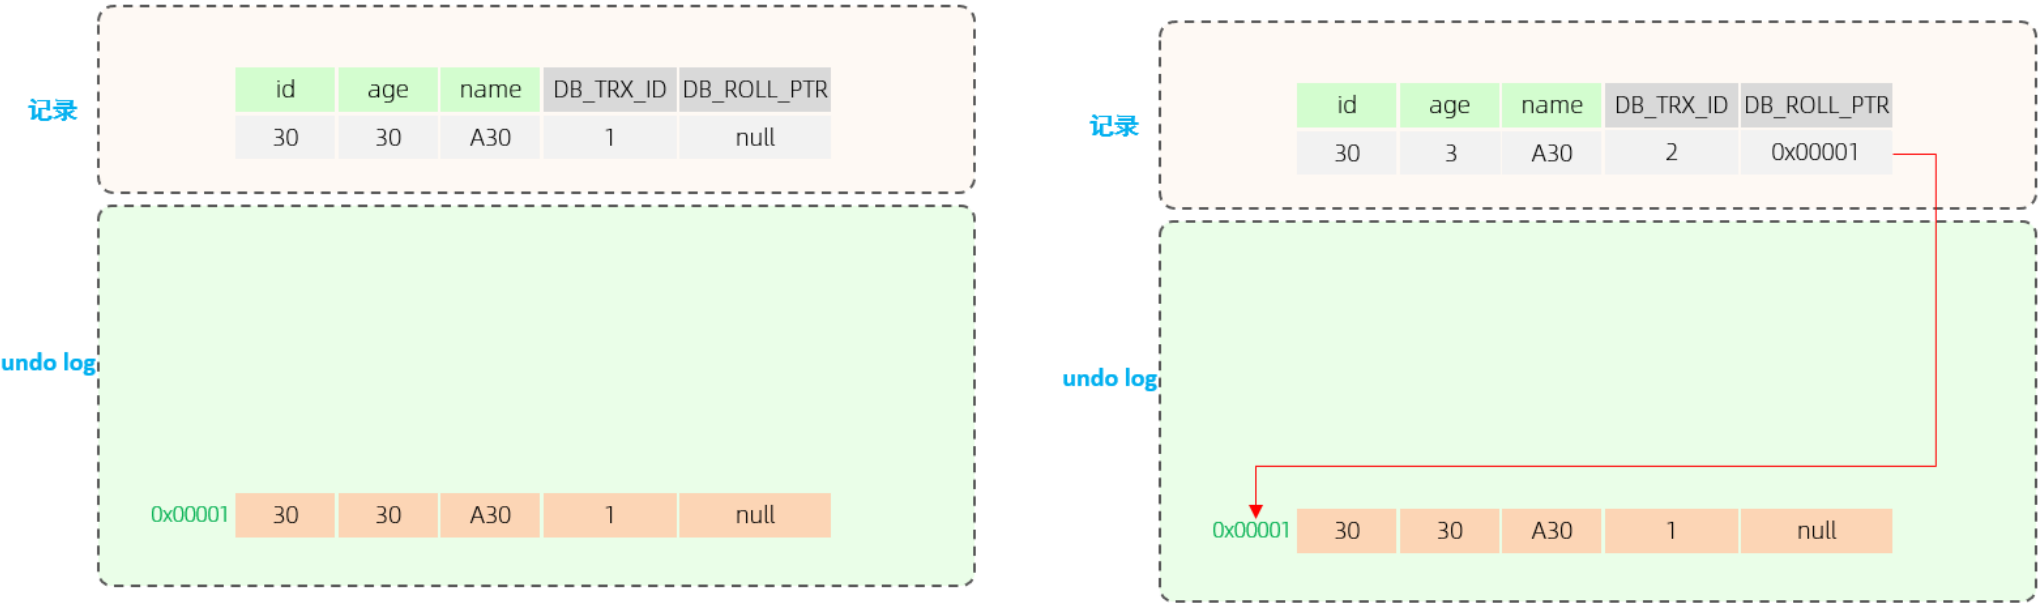 记录
id age name DB_TRX_ID DB_ROLL_PTR
30 30 A30 1 null
undo log
0x00001 30 30 A30 1 null
记录
id age name DB_TRX_ID DB_ROLL_PTR
30 3 A30 2 0x00001
undo log
0x00001 30 30 A30 1 null